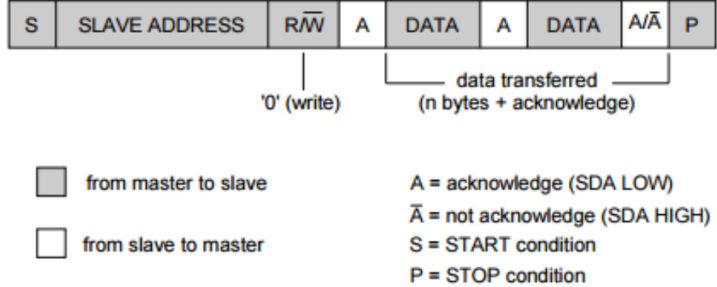 S SLAVE ADDRESS R/W̅ A DATA A DATA A/A̅ P
data transferred
'0' (write) (n bytes + acknowledge)
from master to slave
from slave to master
A = acknowledge (SDA LOW)
A̅ = not acknowledge (SDA HIGH)
S = START condition
P = STOP condition